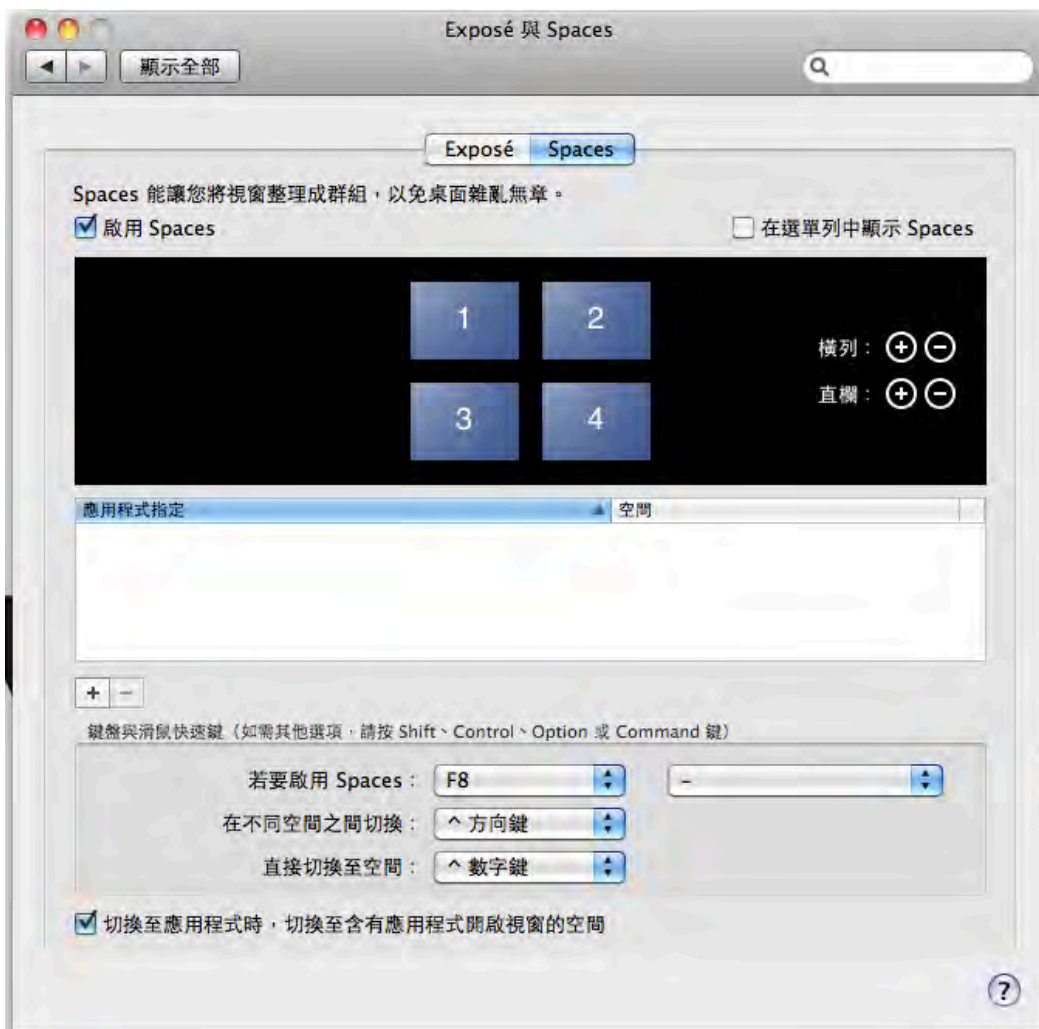 Exposé 與 Spaces
顯示全部
Exposé Spaces
Spaces 能讓您將視窗整理成群組，以免桌面雜亂無章。
啟用 Spaces 在選單列中顯示 Spaces
1 2
橫列：
直欄：
3 4
應用程式指定 空間
+ −
鍵盤與滑鼠快速鍵（如需其他選項，請按 Shift、Control、Option 或 Command 鍵）
若要啟用 Spaces： F8 –
在不同空間之間切換： ^ 方向鍵
直接切換至空間： ^ 數字鍵
切換至應用程式時，切換至含有應用程式開啟視窗的空間
?